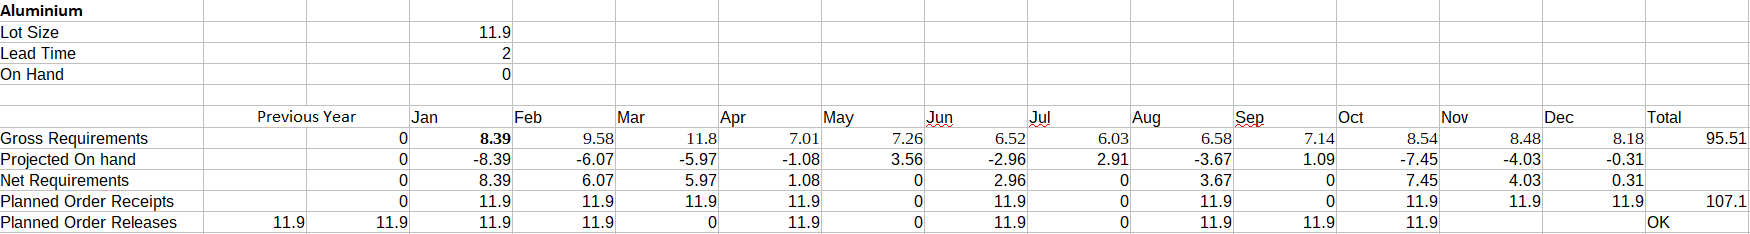 Aluminium
Lot Size 11.9
Lead Time 2
On Hand 0
Previous Year Jan Feb Mar Apr May Jun Jul Aug Sep Oct Nov Dec Total
Gross Requirements 0 8.39 9.58 11.8 7.01 7.26 6.52 6.03 6.58 7.14 8.54 8.48 8.18 95.51
Projected On hand 0 -8.39 -6.07 -5.97 -1.08 3.56 -2.96 2.91 -3.67 1.09 -7.45 -4.03 -0.31
Net Requirements 0 8.39 6.07 5.97 1.08 0 2.96 0 3.67 0 7.45 4.03 0.31
Planned Order Receipts 0 11.9 11.9 11.9 11.9 0 11.9 0 11.9 0 11.9 11.9 11.9 107.1
Planned Order Releases 11.9 11.9 11.9 11.9 0 11.9 0 11.9 0 11.9 11.9 11.9 OK